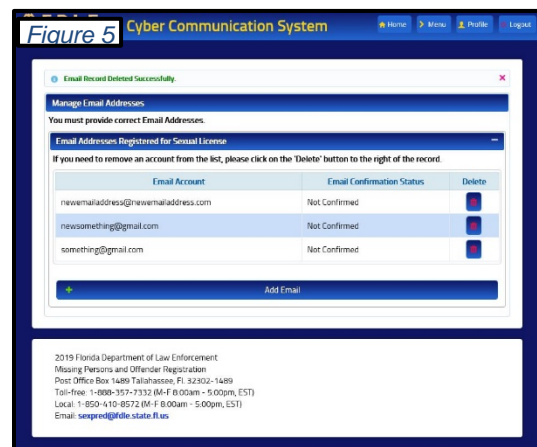 Figure 5
Cyber Communication System
Home Menu Profile Logout
Email Record Deleted Successfully.
Manage Email Addresses
You must provide correct Email Addresses.
Email Addresses Registered for Sexual License
If you need to remove an account from the list, please click on the 'Delete' button to the right of the record.
Email Account Email Confirmation Status Delete
newemailaddress@newemailaddress.com Not Confirmed
newsomething@gmail.com Not Confirmed
something@gmail.com Not Confirmed
Add Email
2019 Florida Department of Law Enforcement
Missing Persons and Offender Registration
Post Office Box 1489 Tallahassee, FL 32302-1489
Toll-free: 1-888-357-7332 (M-F 8:00am - 5:00pm, EST)
Local: 1-850-410-8572 (M-F 8:00am - 5:00pm, EST)
Email: sexpred@fdle.state.fl.us